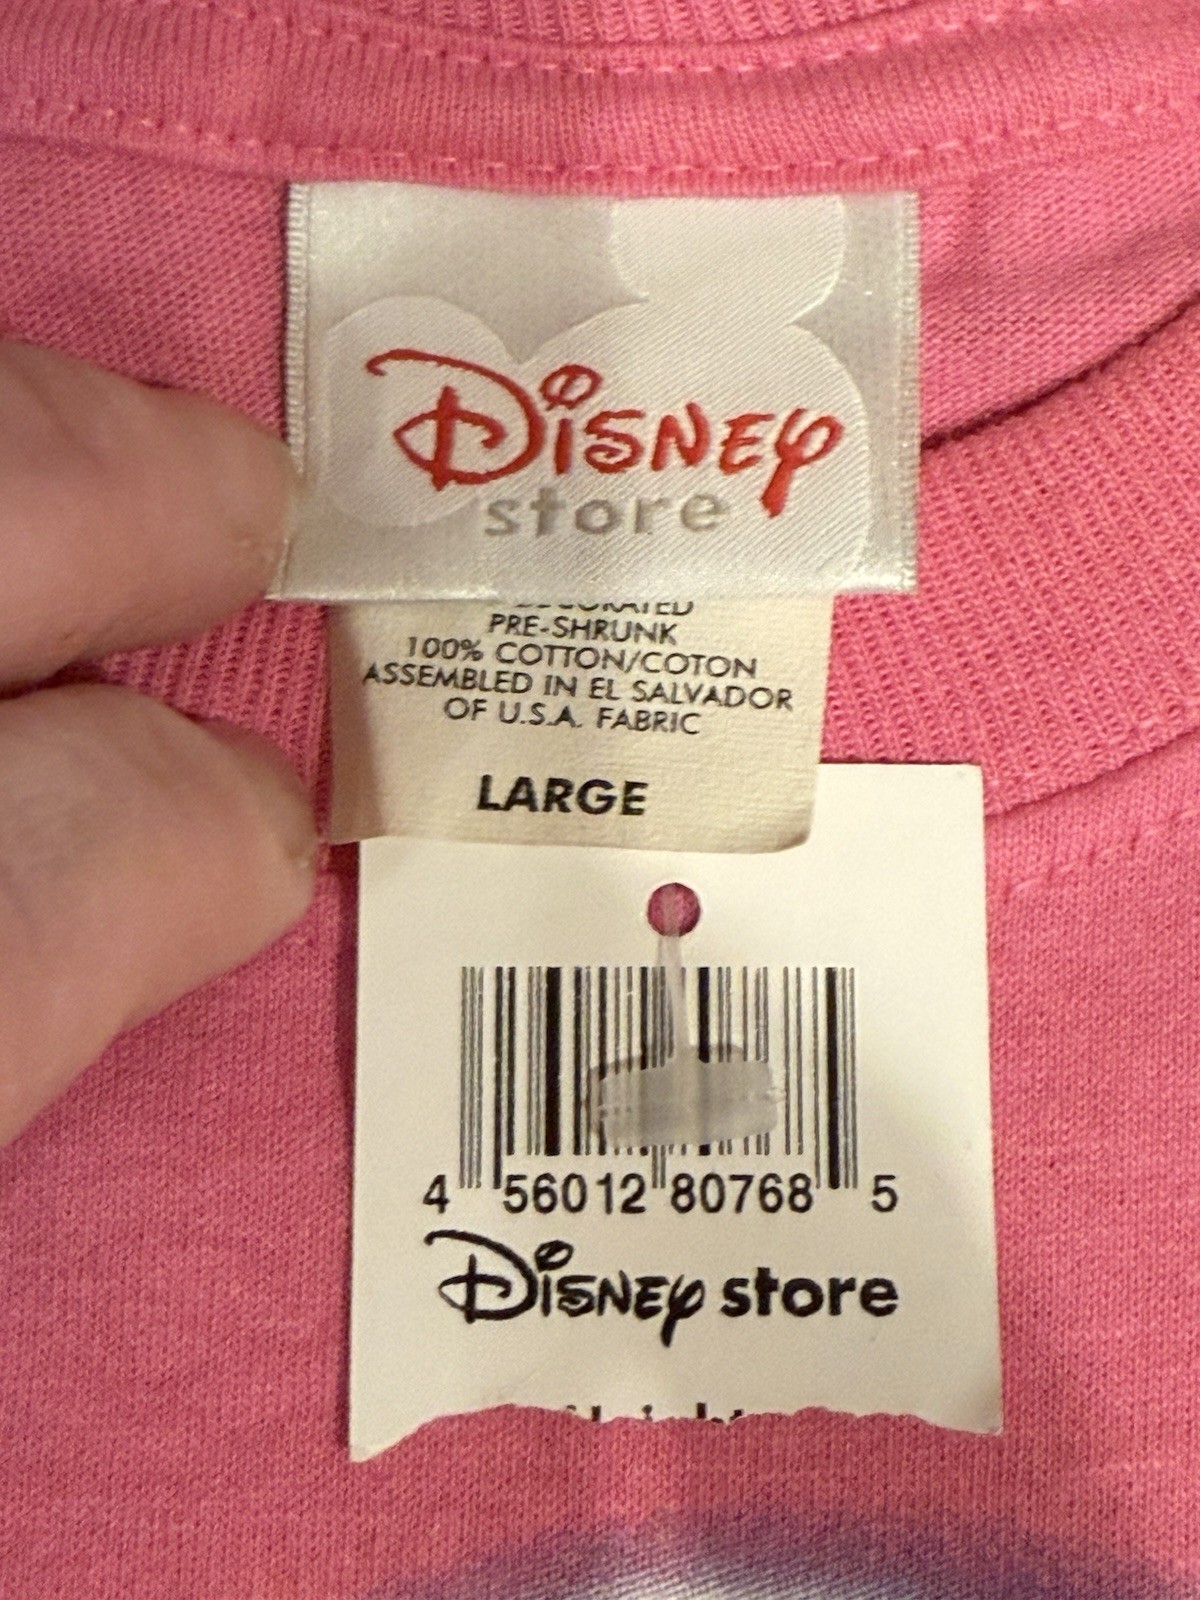 Disney
store
PRE-SHRUNK
100% COTTON/COTON
ASSEMBLED IN EL SALVADOR
OF U.S.A. FABRIC
LARGE
4 56012 80768 5
Disney store